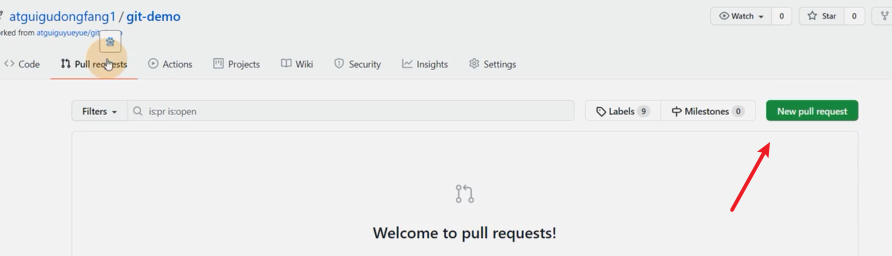 atguigudongfang1 / git-demo
Watch 0
Star 0
orked from atguiguyueyue/git
Code
Pull requests
Actions
Projects
Wiki
Security
Insights
Settings
Filters
is:pr is:open
Labels 9
Milestones 0
New pull request
Welcome to pull requests!